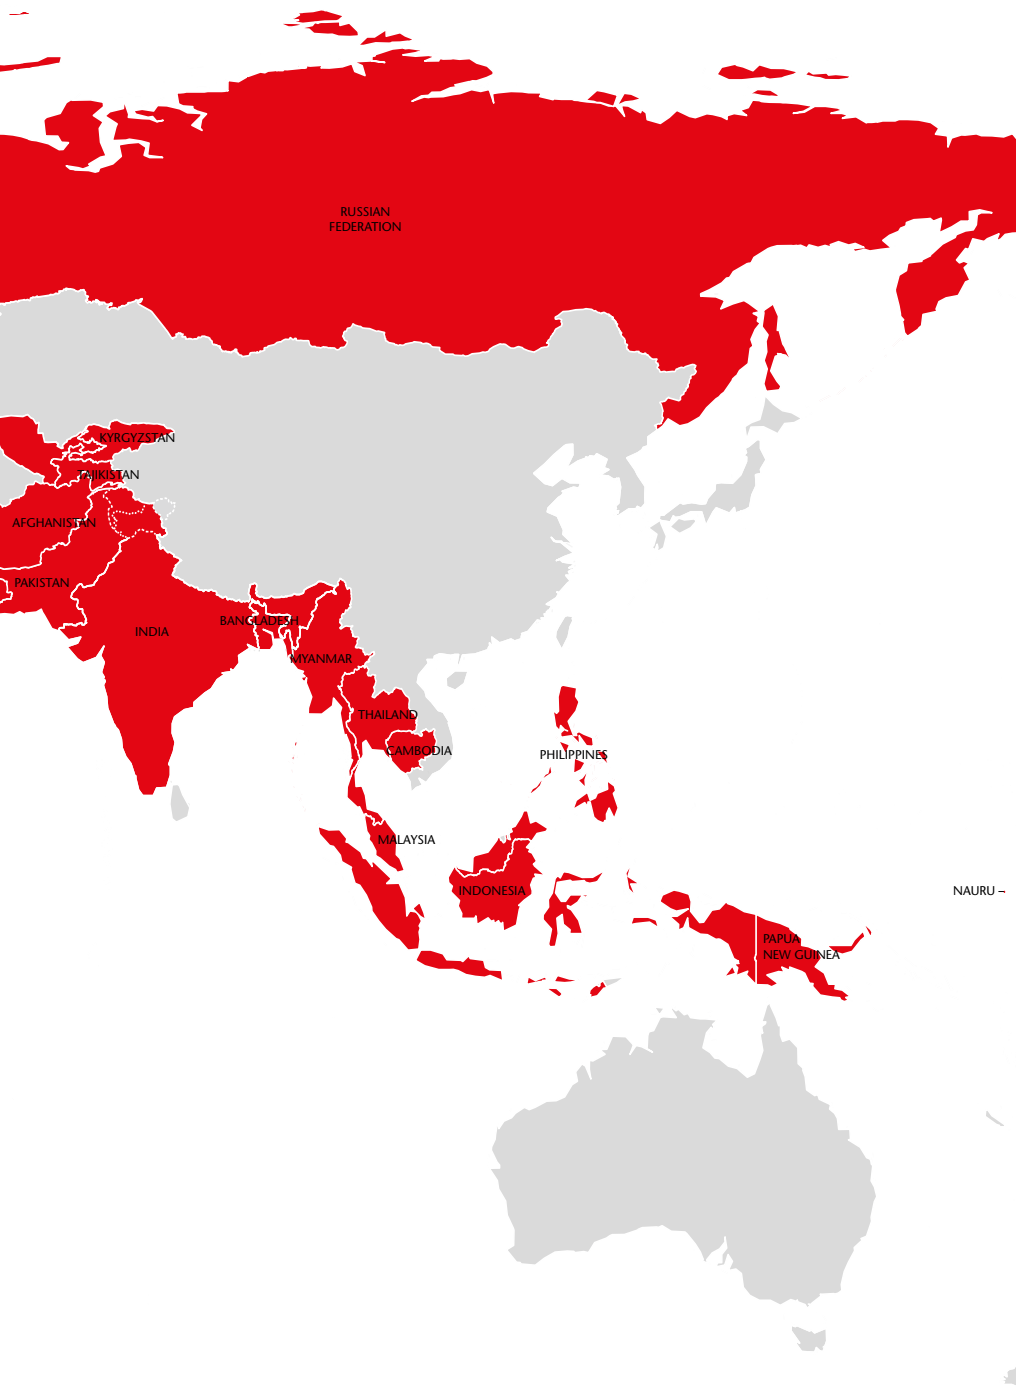 RUSSIAN
FEDERATION
KYRGYZSTAN
TAJIKISTAN
AFGHANISTAN
PAKISTAN
BANGLADESH
INDIA
MYANMAR
THAILAND
CAMBODIA
PHILIPPINES
MALAYSIA
INDONESIA
NAURU
PAPUA
NEW GUINEA